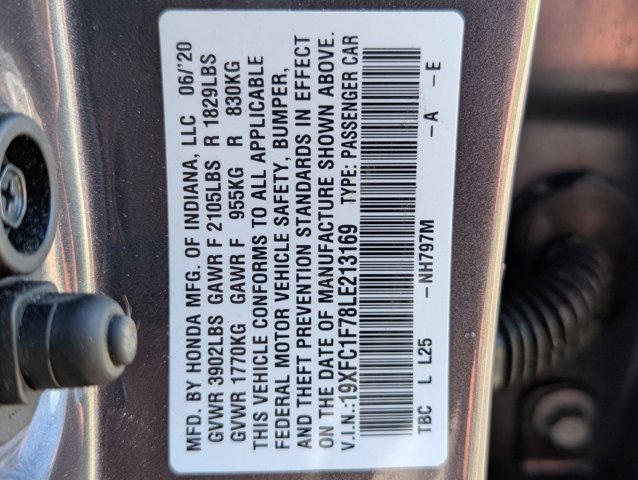 MFD. BY HONDA MFG. OF INDIANA, LLC 06/'20
GVWR 3902LBS GAWR F 2105LBS R 1829LBS
GVWR 1770KG GAWR F 955KG R 830KG
THIS VEHICLE CONFORMS TO ALL APPLICABLE
FEDERAL MOTOR VEHICLE SAFETY, BUMPER,
AND THEFT PREVENTION STANDARDS IN EFFECT
ON THE DATE OF MANUFACTURE SHOWN ABOVE.
V.I.N.:19XFC1F78LE213169 TYPE: PASSENGER CAR
TBC L L25 -NH797M -A -E